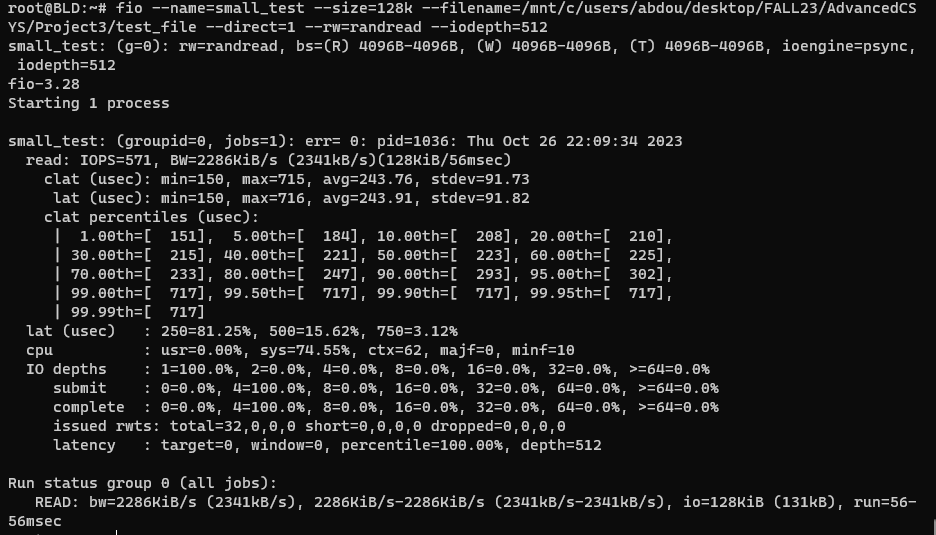 root@BLD:~# fio --name=small_test --size=128k --filename=/mnt/c/users/abdou/desktop/FALL23/AdvancedCS
YS/Project3/test_file --direct=1 --rw=randread --iodepth=512
small_test: (g=0): rw=randread, bs=(R) 4096B-4096B, (W) 4096B-4096B, (T) 4096B-4096B, ioengine=psync,
 iodepth=512
fio-3.28
Starting 1 process

small_test: (groupid=0, jobs=1): err= 0: pid=1036: Thu Oct 26 22:09:34 2023
  read: IOPS=571, BW=2286KiB/s (2341kB/s)(128KiB/56msec)
    clat (usec): min=150, max=715, avg=243.76, stdev=91.73
     lat (usec): min=150, max=716, avg=243.91, stdev=91.82
    clat percentiles (usec):
     |  1.00th=[  151],  5.00th=[  184], 10.00th=[  208], 20.00th=[  210],
     | 30.00th=[  215], 40.00th=[  221], 50.00th=[  223], 60.00th=[  225],
     | 70.00th=[  233], 80.00th=[  247], 90.00th=[  293], 95.00th=[  302],
     | 99.00th=[  717], 99.50th=[  717], 99.90th=[  717], 99.95th=[  717],
     | 99.99th=[  717]
  lat (usec)   : 250=81.25%, 500=15.62%, 750=3.12%
  cpu          : usr=0.00%, sys=74.55%, ctx=62, majf=0, minf=10
  IO depths    : 1=100.0%, 2=0.0%, 4=0.0%, 8=0.0%, 16=0.0%, 32=0.0%, >=64=0.0%
     submit    : 0=0.0%, 4=100.0%, 8=0.0%, 16=0.0%, 32=0.0%, 64=0.0%, >=64=0.0%
     complete  : 0=0.0%, 4=100.0%, 8=0.0%, 16=0.0%, 32=0.0%, 64=0.0%, >=64=0.0%
     issued rwts: total=32,0,0,0 short=0,0,0,0 dropped=0,0,0,0
     latency   : target=0, window=0, percentile=100.00%, depth=512

Run status group 0 (all jobs):
   READ: bw=2286KiB/s (2341kB/s), 2286KiB/s-2286KiB/s (2341kB/s-2341kB/s), io=128KiB (131kB), run=56-
56msec